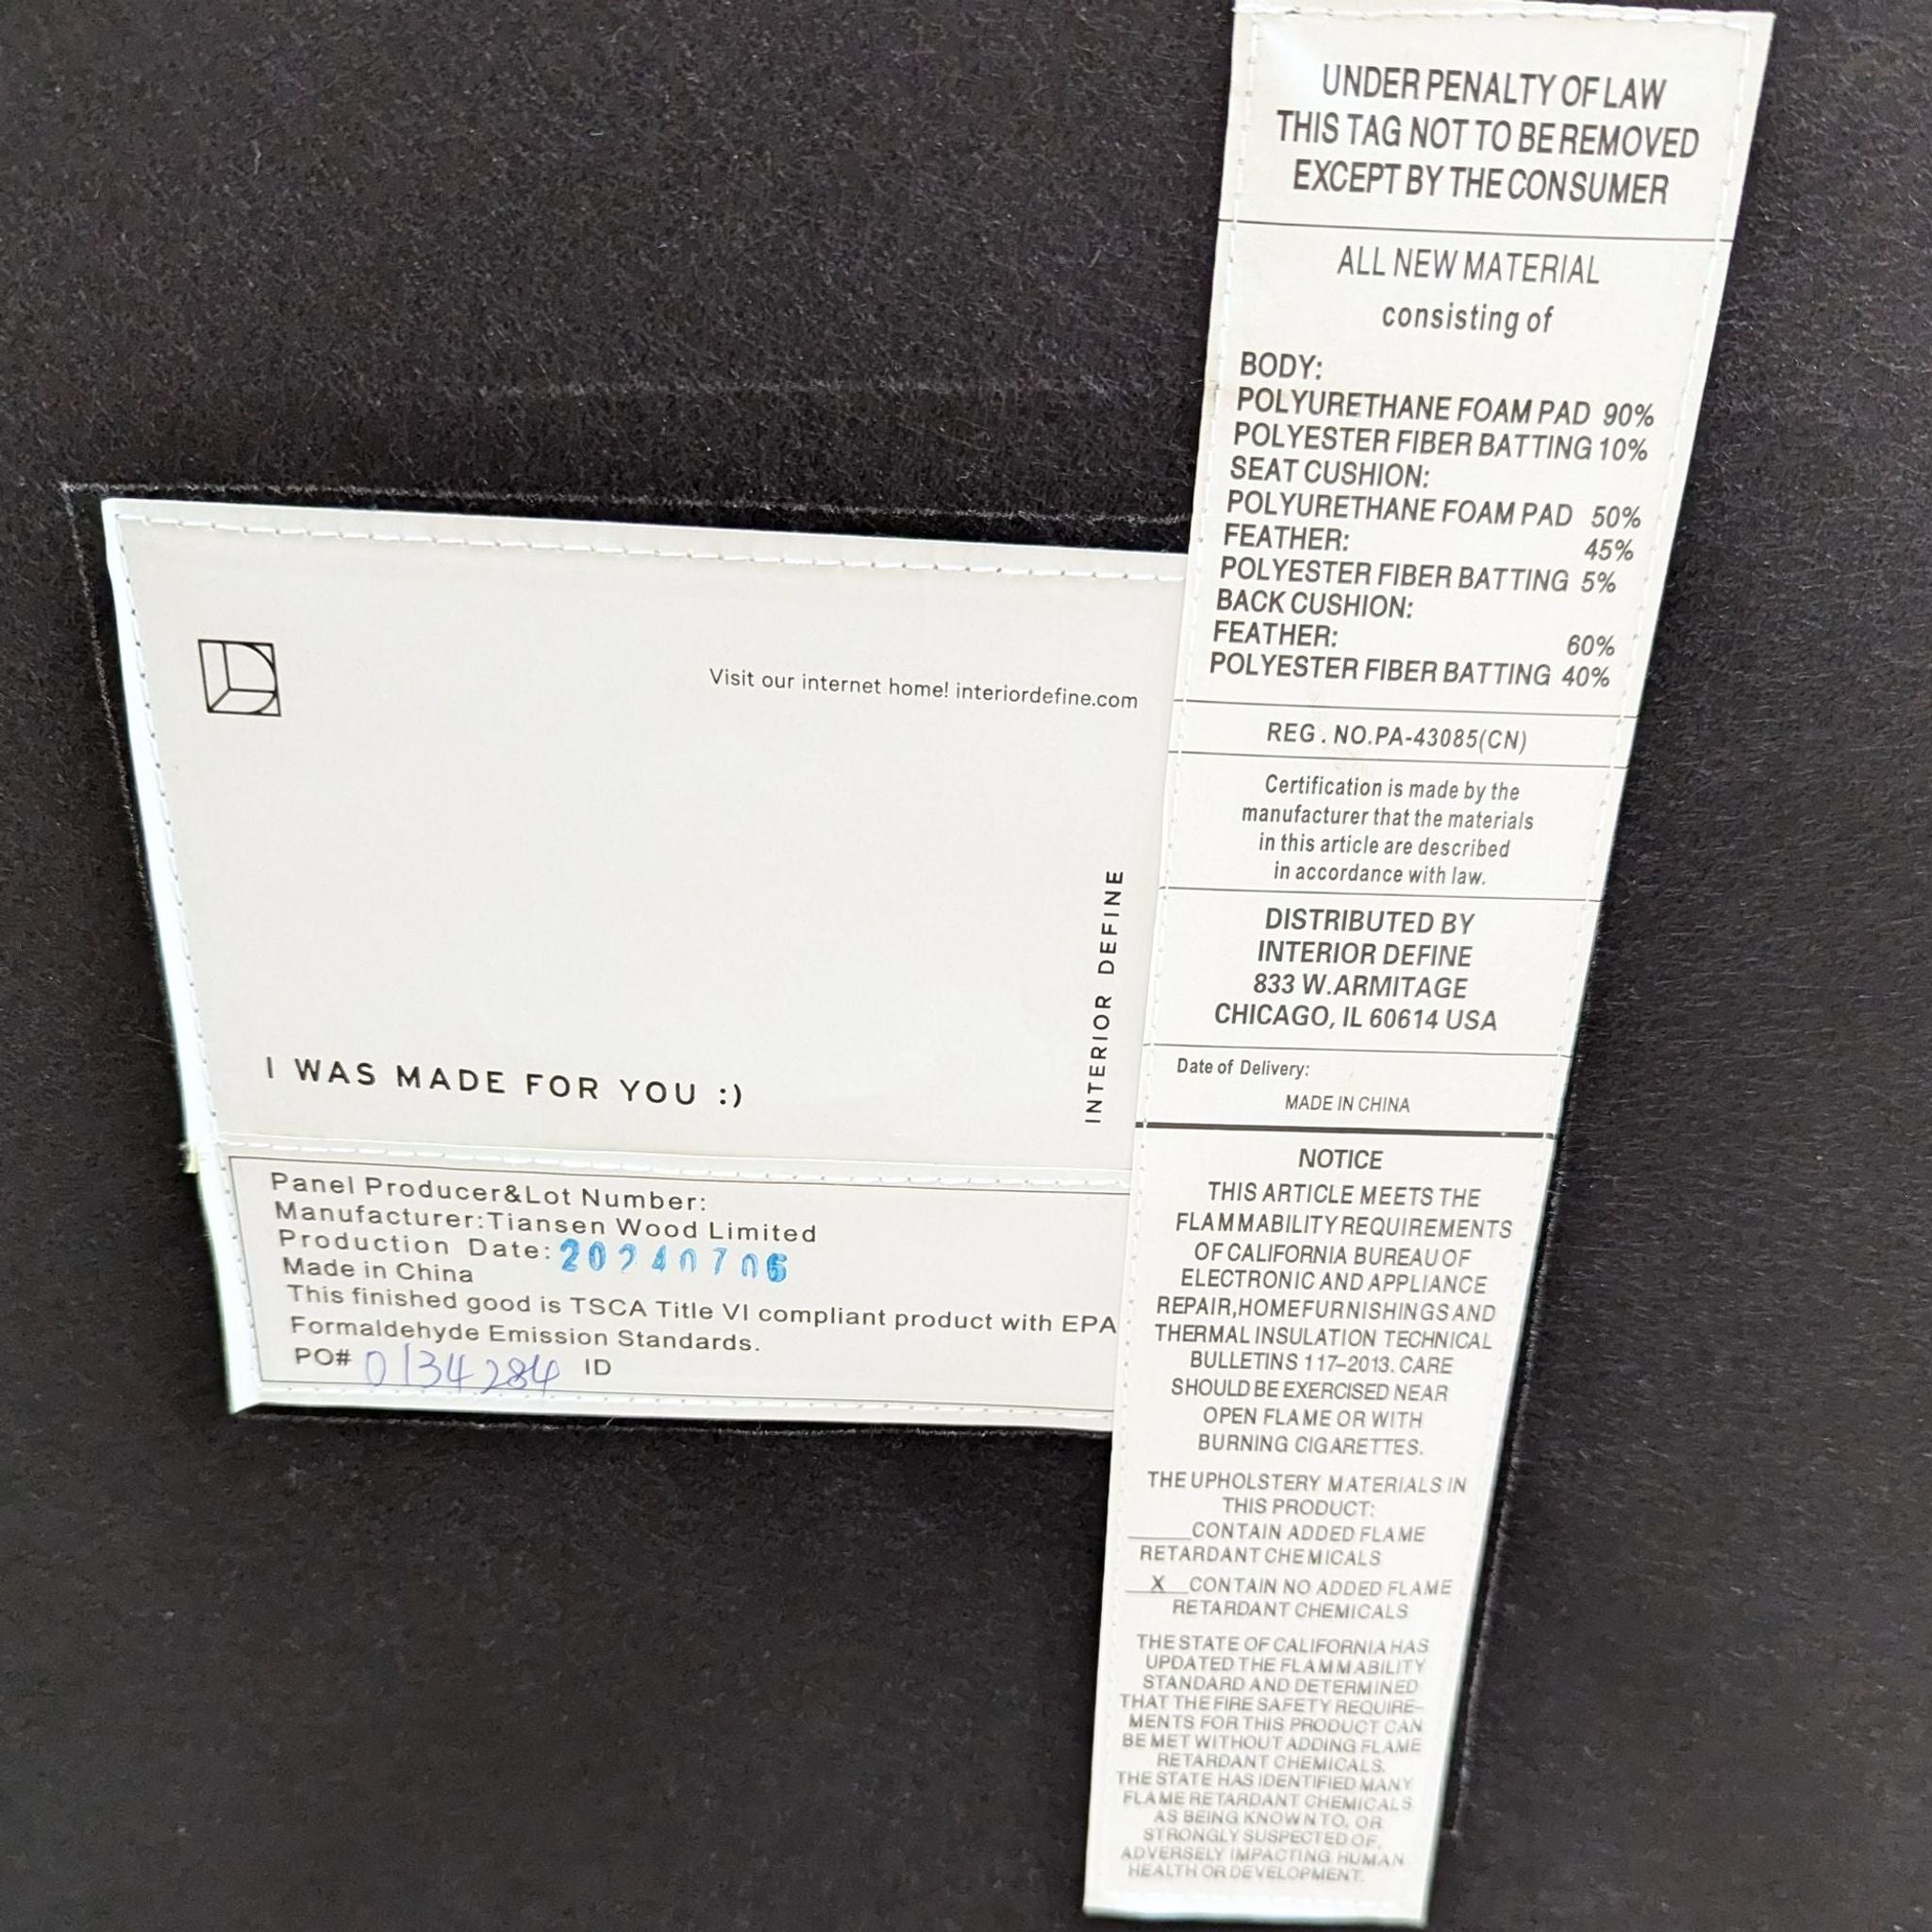 UNDER PENALTY OF LAW
THIS TAG NOT TO BE REMOVED
EXCEPT BY THE CONSUMER
ALL NEW MATERIAL
consisting of
BODY:
POLYURETHANE FOAM PAD 90%
POLYESTER FIBER BATTING 10%
SEAT CUSHION:
POLYURETHANE FOAM PAD 50%
FEATHER: 45%
POLYESTER FIBER BATTING 5%
BACK CUSHION:
FEATHER: 60%
POLYESTER FIBER BATTING 40%
REG. NO.PA-43085(CN)
Certification is made by the
manufacturer that the materials
in this article are described
in accordance with law.
DISTRIBUTED BY
INTERIOR DEFINE
833 W.ARMITAGE
CHICAGO, IL 60614 USA
Date of Delivery:
MADE IN CHINA
NOTICE
THIS ARTICLE MEETS THE
FLAMMABILITY REQUIREMENTS
OF CALIFORNIA BUREAU OF
ELECTRONIC AND APPLIANCE
REPAIR,HOMEFURNISHINGS AND
THERMAL INSULATION TECHNICAL
BULLETINS 117-2013. CARE
SHOULD BE EXERCISED NEAR
OPEN FLAME OR WITH
BURNING CIGARETTES.
THE UPHOLSTERY MATERIALS IN
THIS PRODUCT:
CONTAIN ADDED FLAME
RETARDANT CHEMICALS
X CONTAIN NO ADDED FLAME
RETARDANT CHEMICALS
THE STATE OF CALIFORNIA HAS
UPDATED THE FLAMMABILITY
STANDARD AND DETERMINED
THAT THE FIRE SAFETY REQUIRE-
MENTS FOR THIS PRODUCT CAN
BE MET WITHOUT ADDING FLAME
RETARDANT CHEMICALS.
THE STATE HAS IDENTIFIED MANY
FLAME RETARDANT CHEMICALS
AS BEING KNOWN TO, OR
STRONGLY SUSPECTED OF,
ADVERSELY IMPACTING HUMAN
HEALTH OR DEVELOPMENT.
Visit our internet home! interiordefine.com
INTERIOR DEFINE
I WAS MADE FOR YOU :)
Panel Producer&Lot Number:
Manufacturer:Tiansen Wood Limited
Production Date: 20240706
Made in China
This finished good is TSCA Title VI compliant product with EPA
Formaldehyde Emission Standards.
PO# 0134284 ID